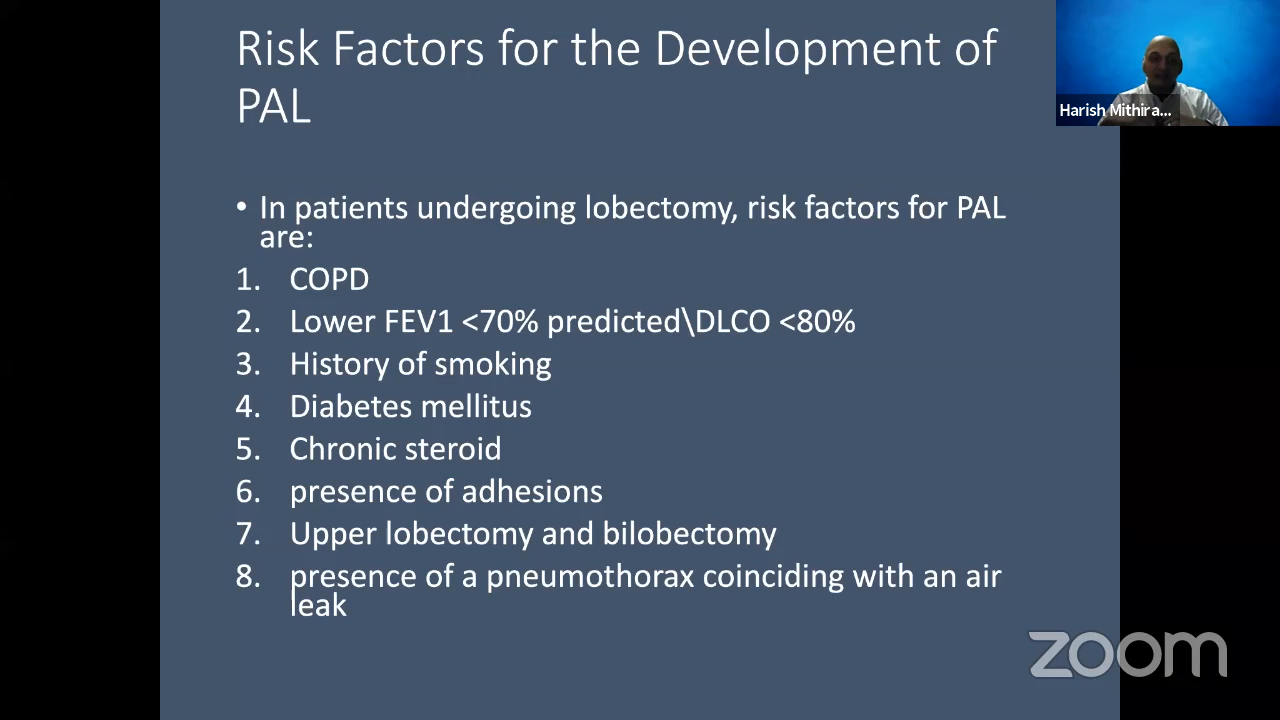 Risk Factors for the Development of
PAL
Harish Mithira...
• In patients undergoing lobectomy, risk factors for PAL
are:
1. COPD
2. Lower FEV1 <70% predicted\DLCO <80%
3. History of smoking
4. Diabetes mellitus
5. Chronic steroid
6. presence of adhesions
7. Upper lobectomy and bilobectomy
8. presence of a pneumothorax coinciding with an air
leak
zoom